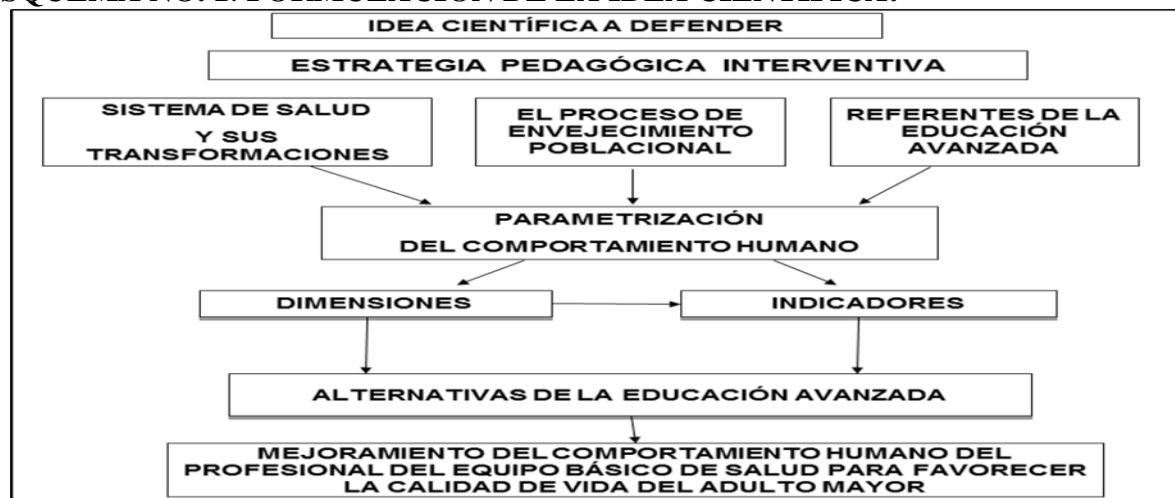 IDEA CIENTÍFICA A DEFENDER
ESTRATEGIA PEDAGÓGICA INTERVENTIVA
SISTEMA DE SALUD
Y SUS
TRANSFORMACIONES
EL PROCESO DE
ENVEJECIMIENTO
POBLACIONAL
REFERENTES DE LA
EDUCACIÓN
AVANZADA
PARAMETRIZACIÓN
DEL COMPORTAMIENTO HUMANO
DIMENSIONES
INDICADORES
ALTERNATIVAS DE LA EDUCACIÓN AVANZADA
MEJORAMIENTO DEL COMPORTAMIENTO HUMANO DEL
PROFESIONAL DEL EQUIPO BÁSICO DE SALUD PARA FAVORECER
LA CALIDAD DE VIDA DEL ADULTO MAYOR